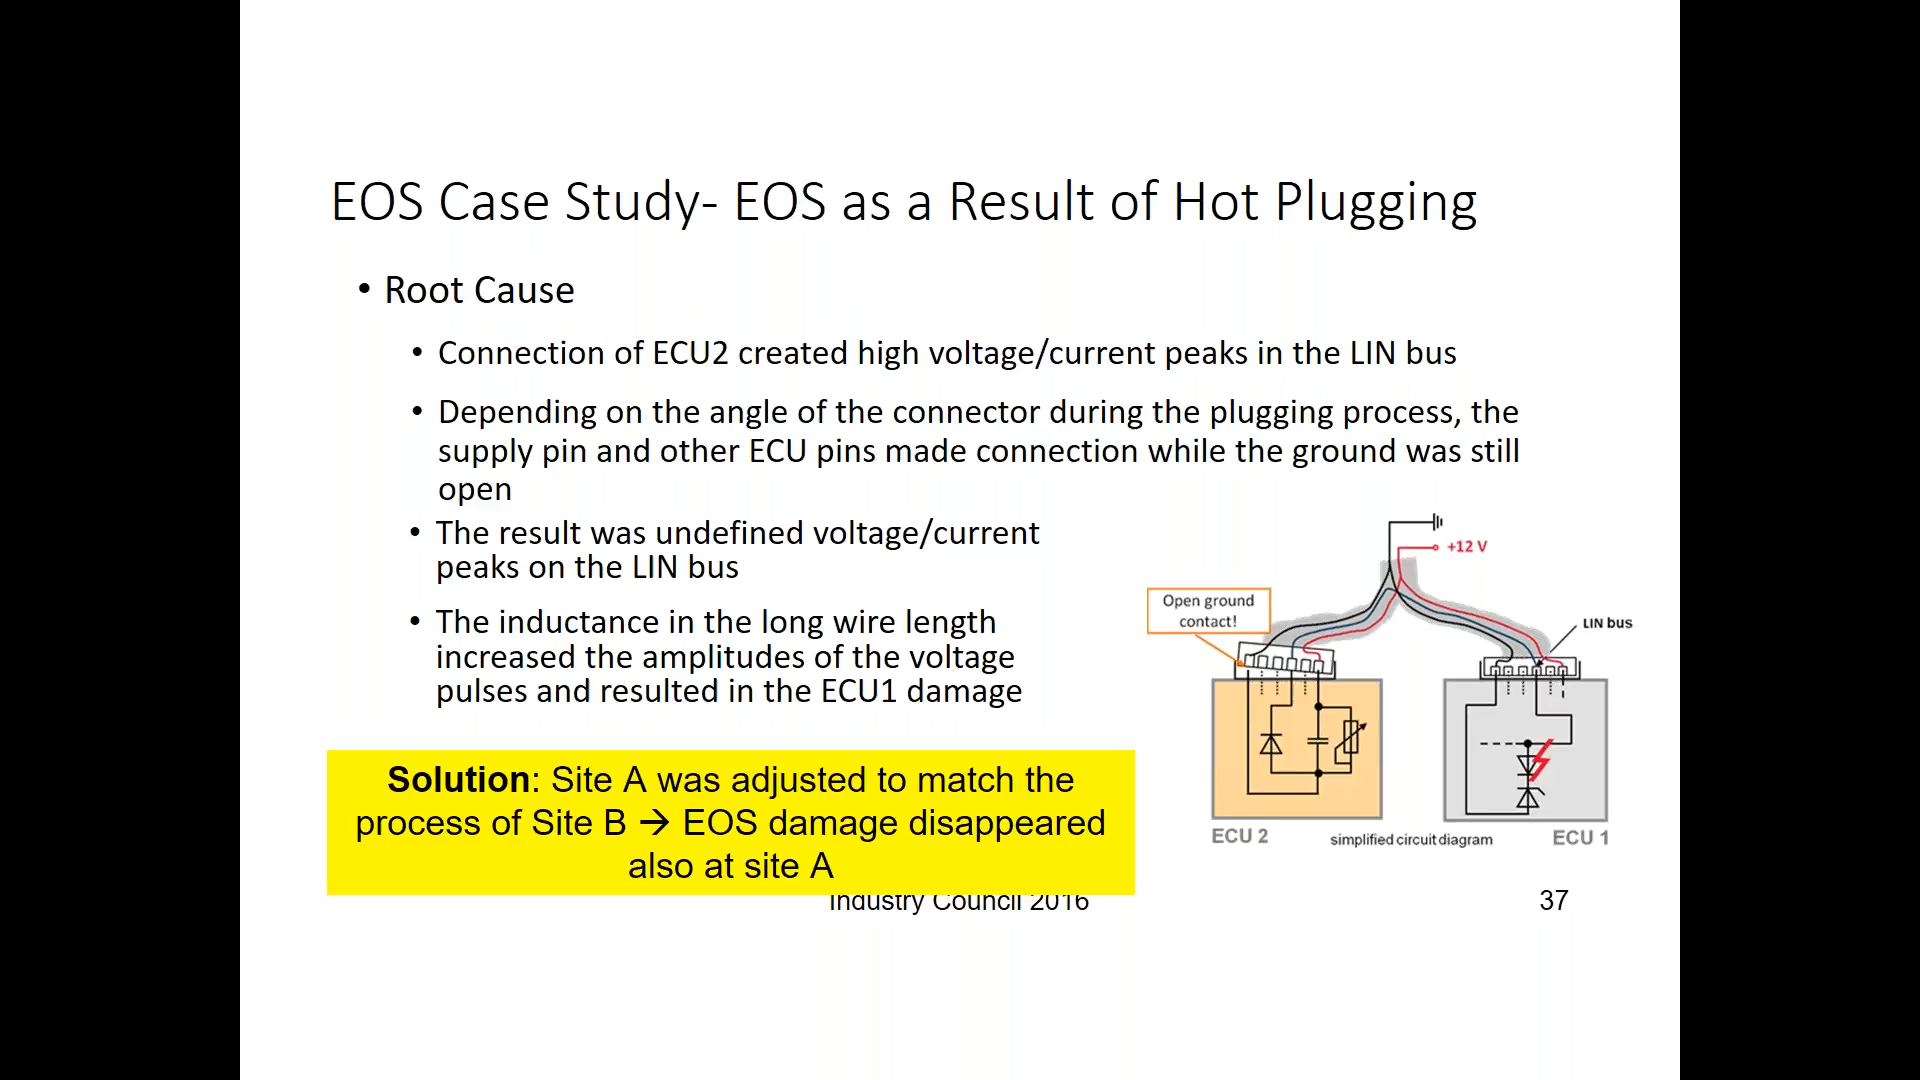 EOS Case Study- EOS as a Result of Hot Plugging
• Root Cause
• Connection of ECU2 created high voltage/current peaks in the LIN bus
• Depending on the angle of the connector during the plugging process, the
supply pin and other ECU pins made connection while the ground was still
open
• The result was undefined voltage/current
peaks on the LIN bus
• The inductance in the long wire length
increased the amplitudes of the voltage
pulses and resulted in the ECU1 damage
+12 V
Open ground
contact!
LIN bus
ECU 2
simplified circuit diagram
ECU 1
Solution: Site A was adjusted to match the
process of Site B → EOS damage disappeared
also at site A
Industry Council 2016
37